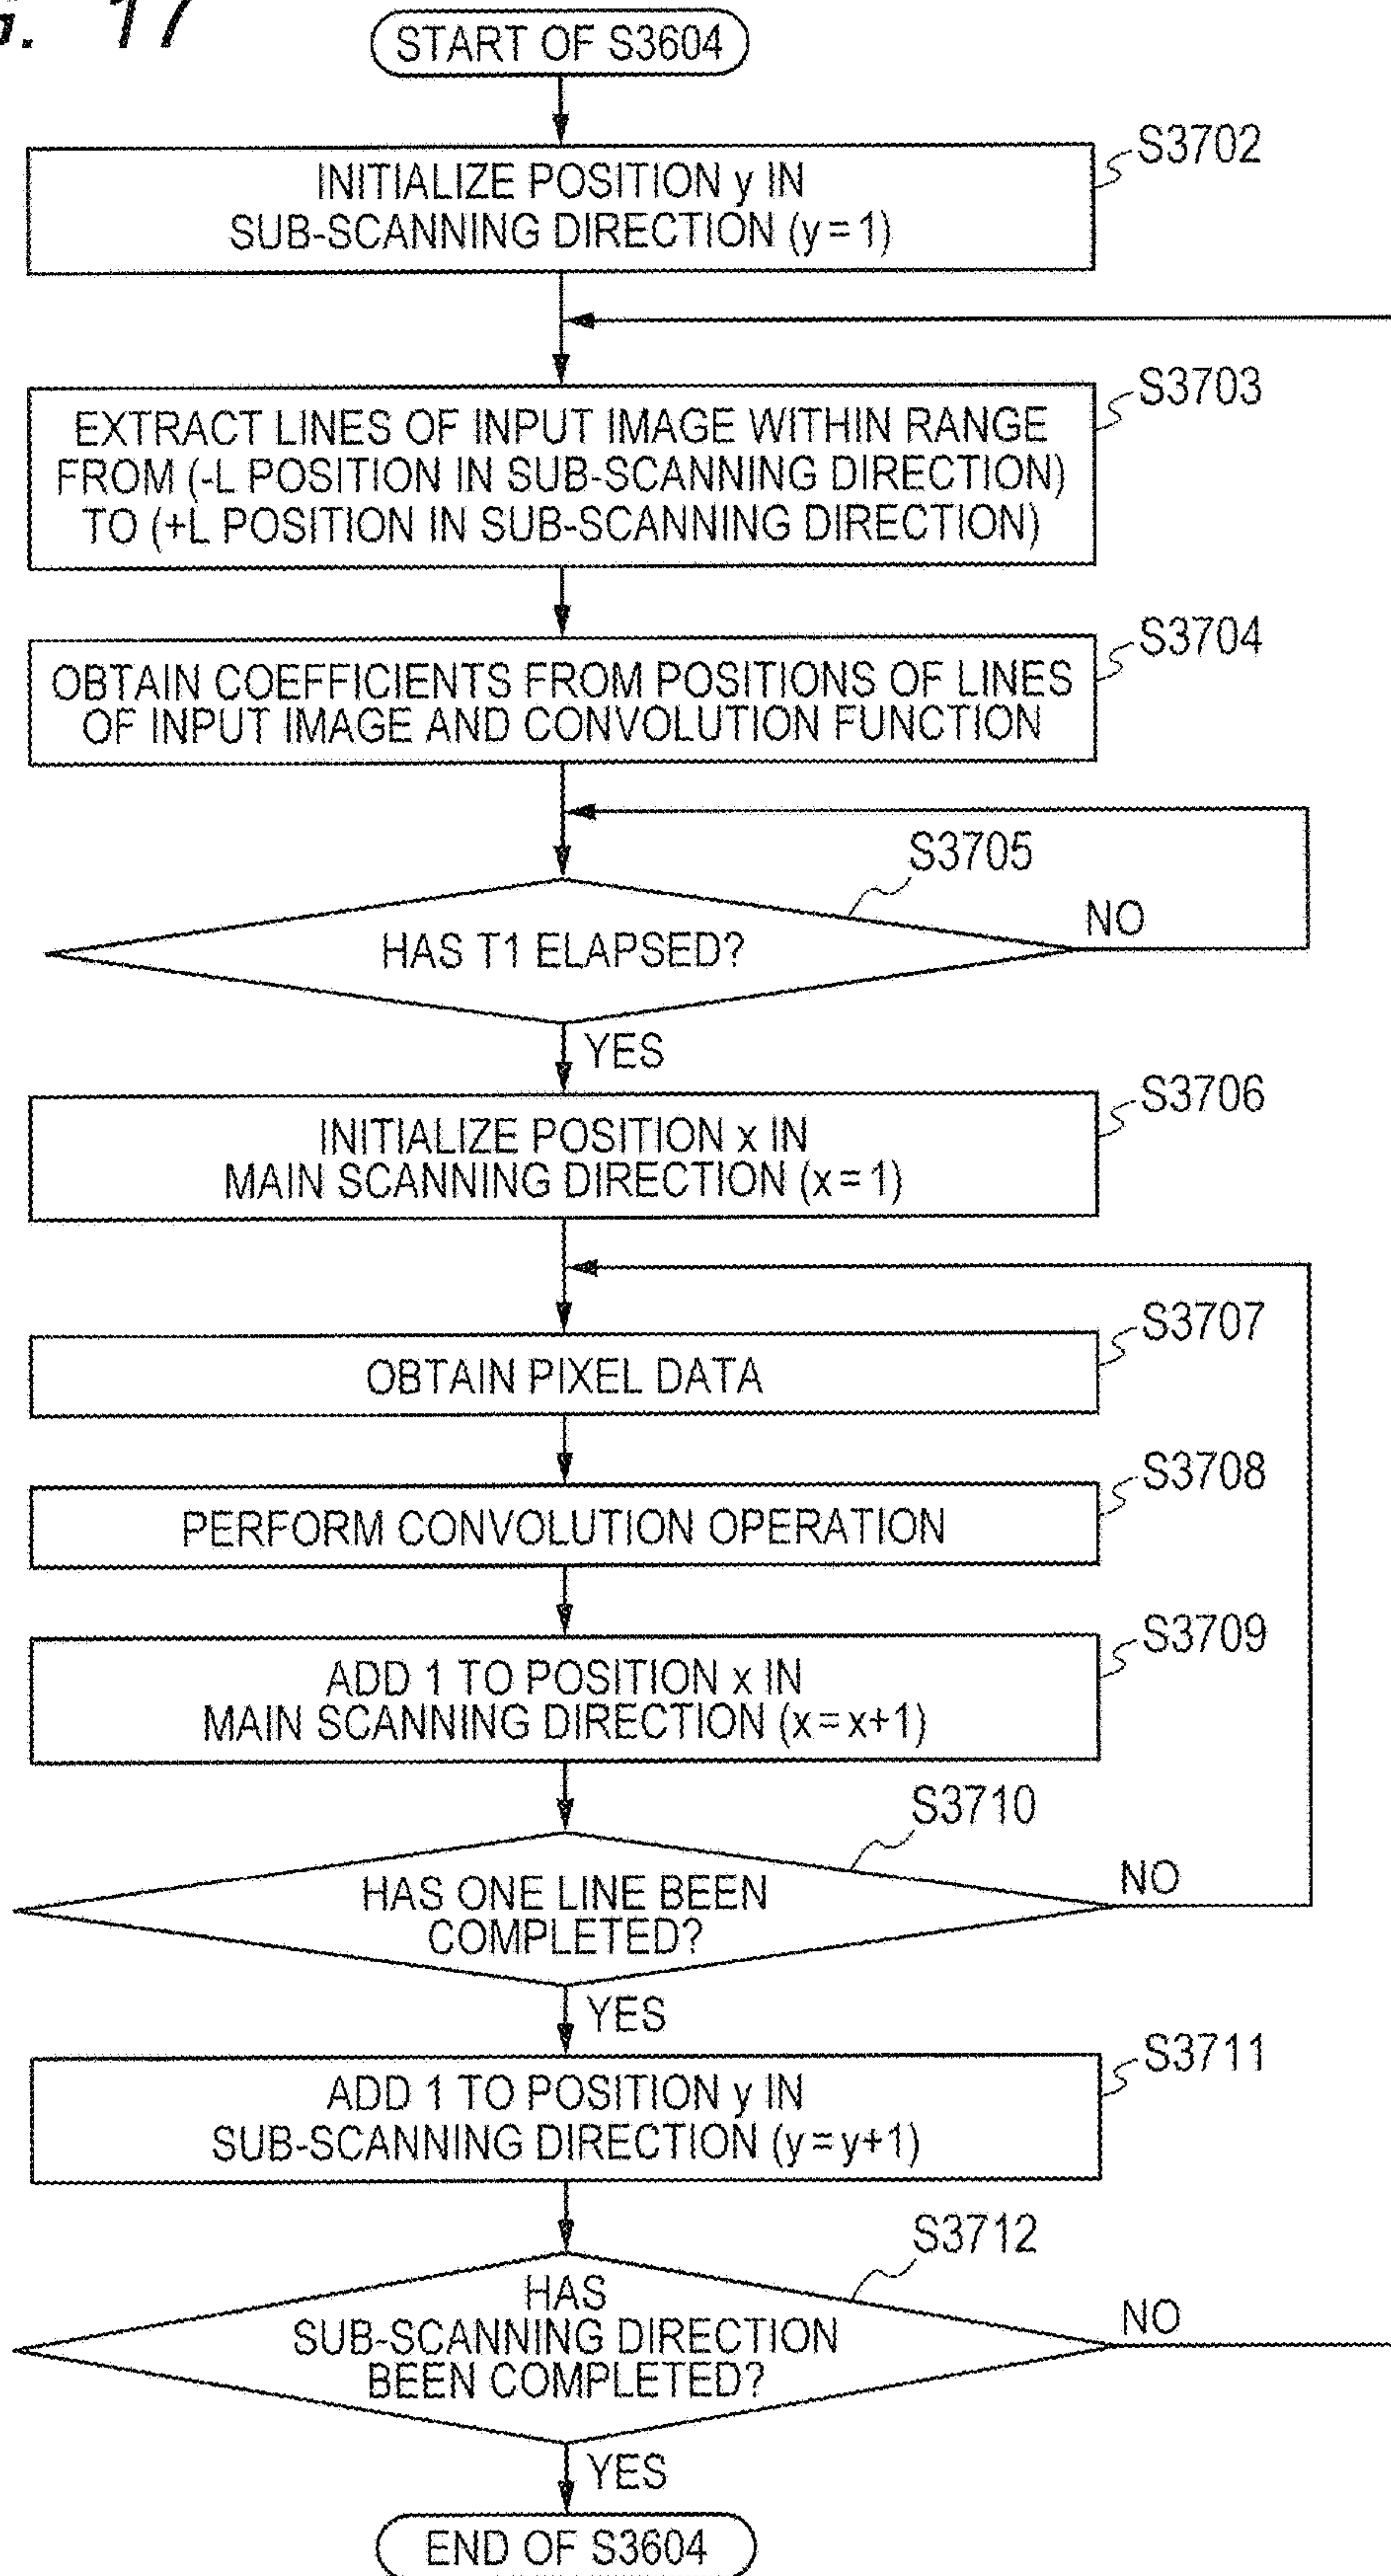 G. 17
START OF S3604
S3702
INITIALIZE POSITION y IN
SUB-SCANNING DIRECTION (y = 1)
S3703
EXTRACT LINES OF INPUT IMAGE WITHIN RANGE
FROM (-L POSITION IN SUB-SCANNING DIRECTION)
TO (+L POSITION IN SUB-SCANNING DIRECTION)
S3704
OBTAIN COEFFICIENTS FROM POSITIONS OF LINES
OF INPUT IMAGE AND CONVOLUTION FUNCTION
S3705
NO
HAS T1 ELAPSED?
YES
S3706
INITIALIZE POSITION x IN
MAIN SCANNING DIRECTION (x = 1)
S3707
OBTAIN PIXEL DATA
S3708
PERFORM CONVOLUTION OPERATION
S3709
ADD 1 TO POSITION x IN
MAIN SCANNING DIRECTION (x = x+1)
S3710
NO
HAS ONE LINE BEEN
COMPLETED?
YES
S3711
ADD 1 TO POSITION y IN
SUB-SCANNING DIRECTION (y = y+1)
S3712
HAS
NO
SUB-SCANNING DIRECTION
BEEN COMPLETED?
YES
END OF S3604